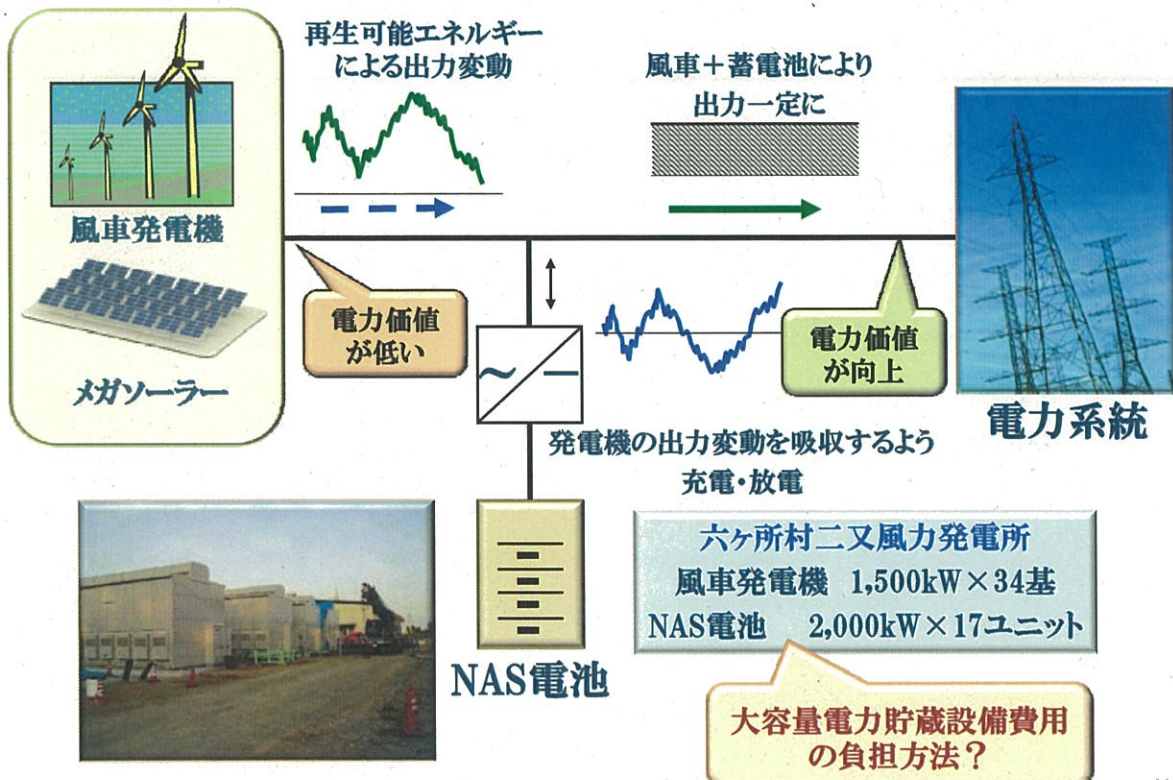 再生可能エネルギー
による出力変動
風車＋蓄電池により
出力一定に
風車発電機
メガソーラー
電力価値
が低い
電力価値
が向上
電力系統
発電機の出力変動を吸収するよう
充電・放電
NAS電池
六ヶ所村二又風力発電所
風車発電機 1,500kW×34基
NAS電池 2,000kW×17ユニット
大容量電力貯蔵設備費用
の負担方法？